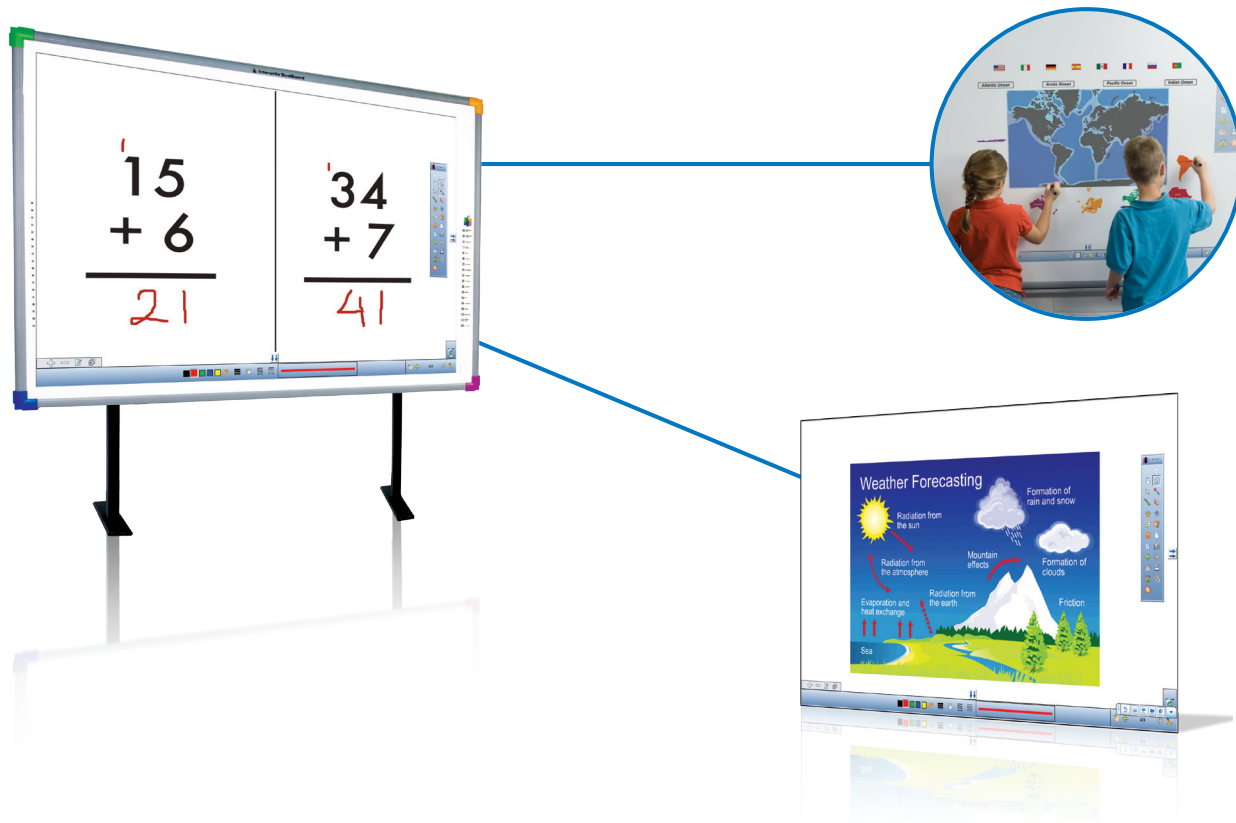 Interactive DualBoard
1
15
+ 6
21
1
34
+ 7
41
Atlantic Ocean
Arctic Ocean
Pacific Ocean
Indian Ocean
Weather Forecasting
Radiation from
the sun
Formation of
rain and snow
Radiation from
the atmosphere
Mountain
effects
Formation of
clouds
Evaporation and
heat exchange
Radiation from
the earth
Friction
Sea